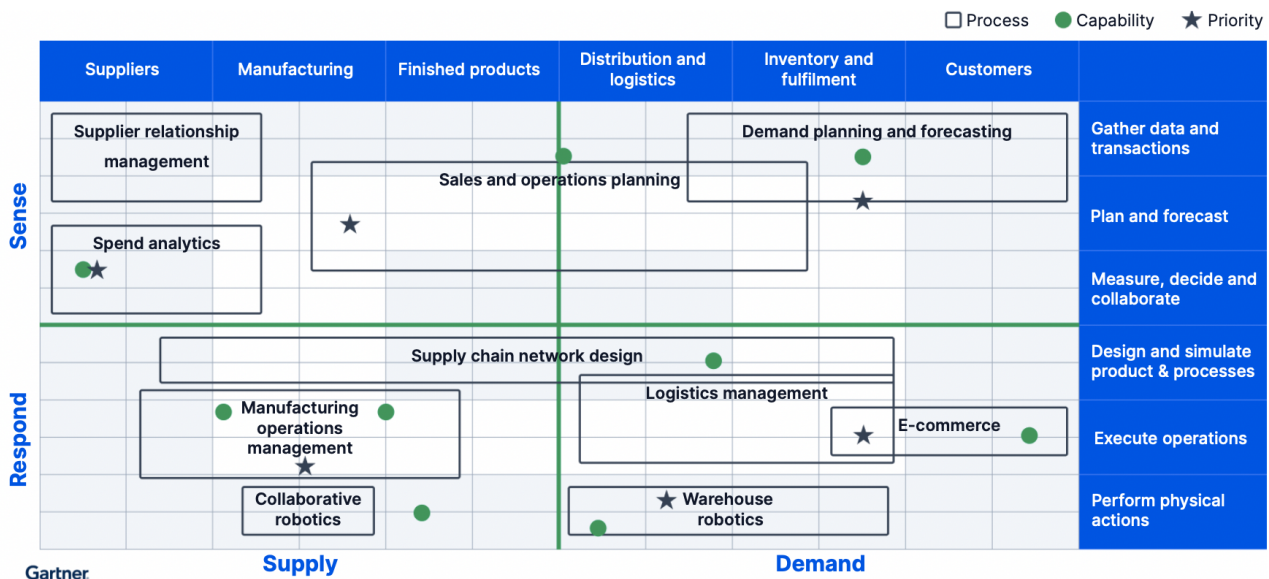 Process
Capability
Priority
Suppliers
Manufacturing
Finished products
Distribution and
logistics
Inventory and
fulfilment
Customers
Supplier relationship
management
Demand planning and forecasting
Gather data and
transactions
Sales and operations planning
Sense
Plan and forecast
Spend analytics
Measure, decide and
collaborate
Supply chain network design
Design and simulate
product & processes
Logistics management
Respond
Manufacturing
operations
management
E-commerce
Execute operations
Collaborative
robotics
Warehouse
robotics
Perform physical
actions
Supply
Demand
Gartner